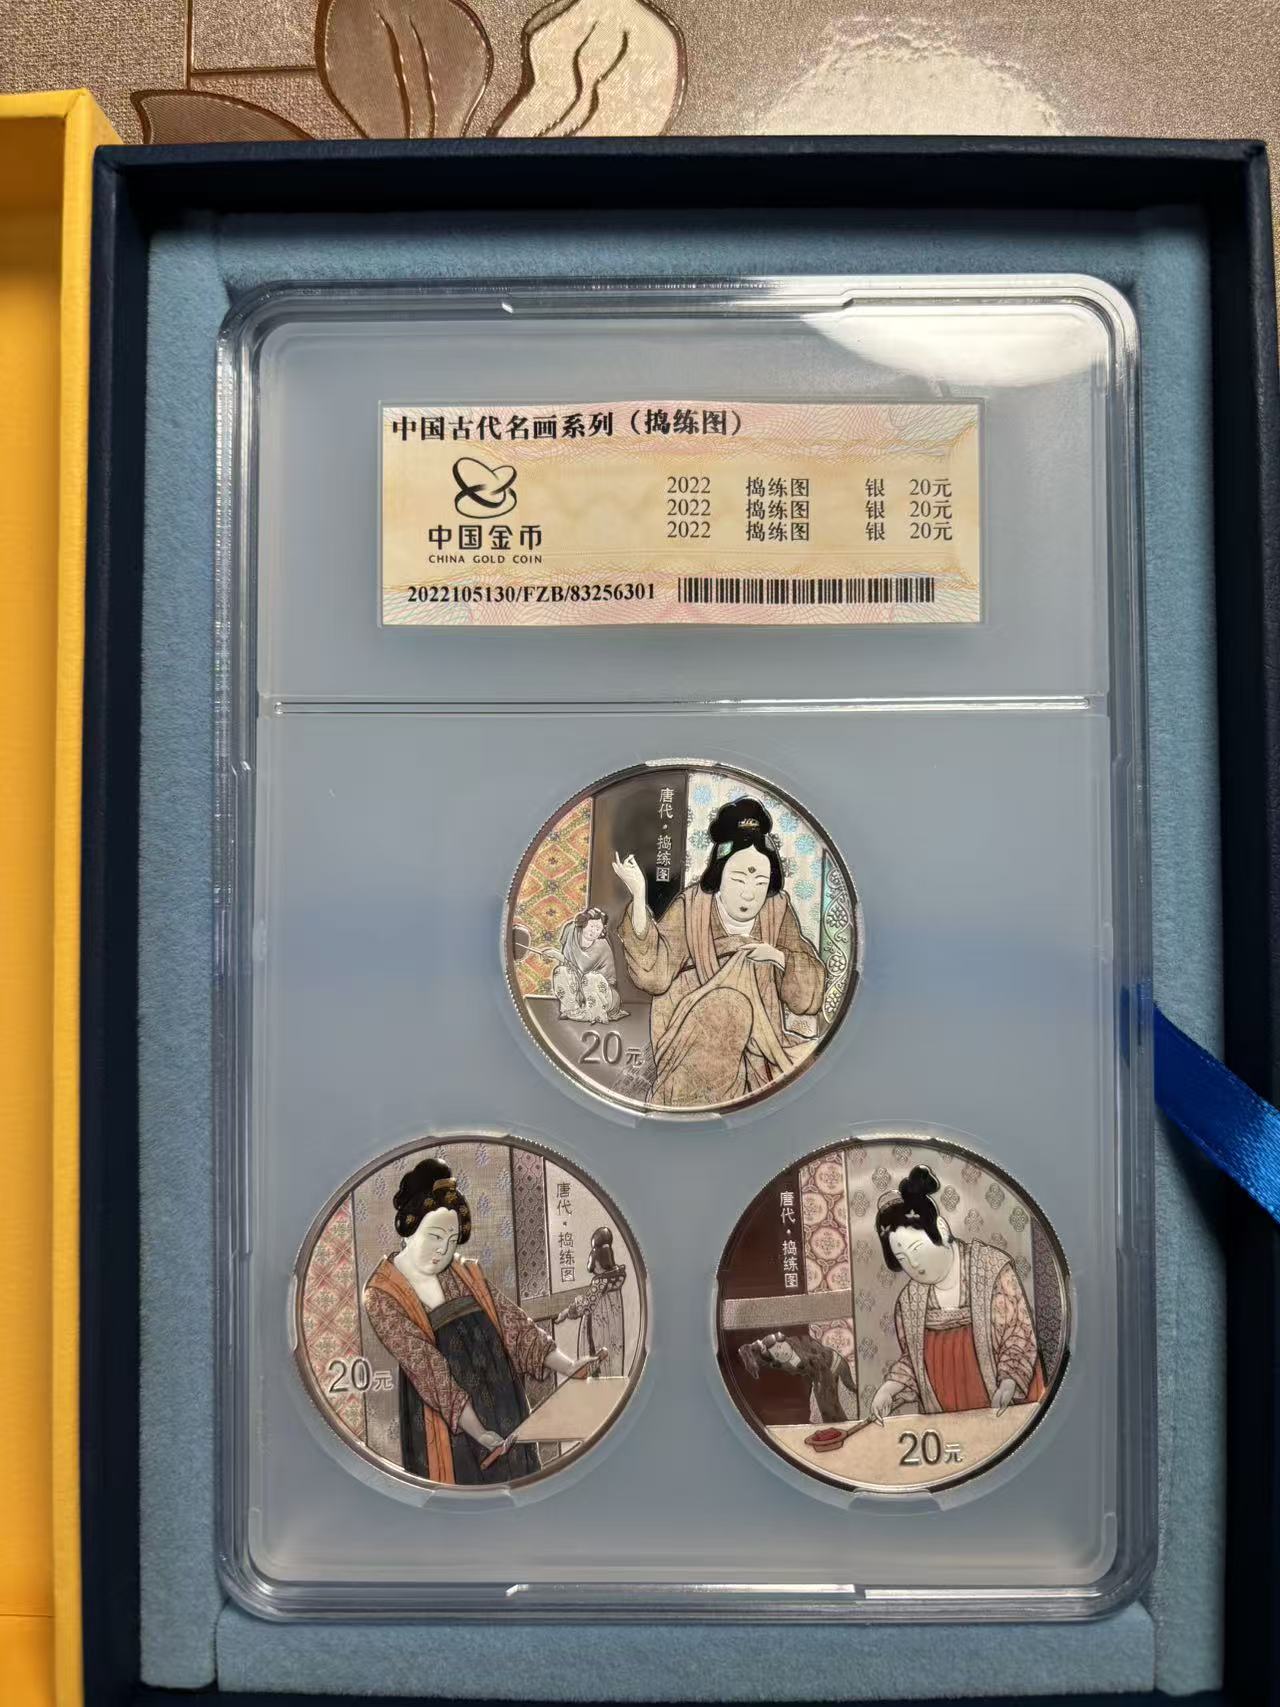 中国古代名画系列（捣练图）
2022 捣练图 银 20元
2022 捣练图 银 20元
2022 捣练图 银 20元
中国金币
CHINA GOLD COIN
2022105130/FZB/83256301
唐代·捣练图
20元
唐代·捣练图
20元
唐代·捣练图
20元